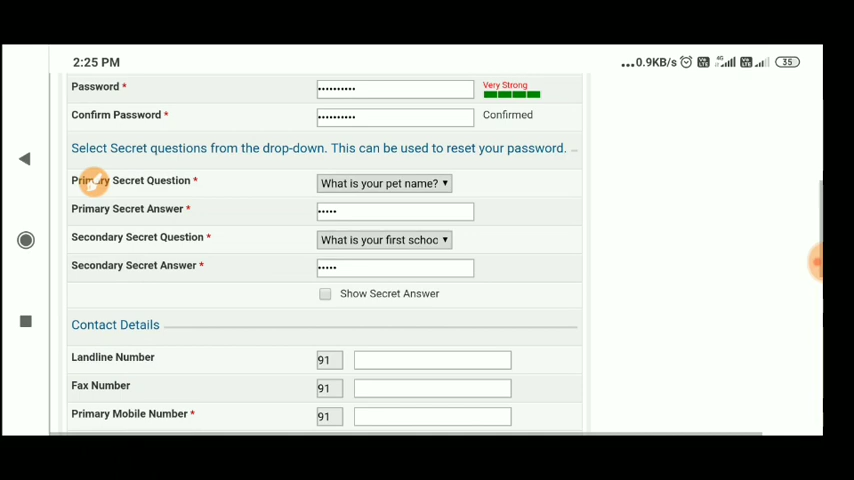 2:25 PM ...0.9KB/s 4G 35
Password * •••••••••• Very Strong
Confirm Password * •••••••••• Confirmed
Select Secret questions from the drop-down. This can be used to reset your password.
Primary Secret Question * What is your pet name?
Primary Secret Answer * •••••
Secondary Secret Question * What is your first schoc
Secondary Secret Answer * •••••
Show Secret Answer
Contact Details
Landline Number 91
Fax Number 91
Primary Mobile Number * 91